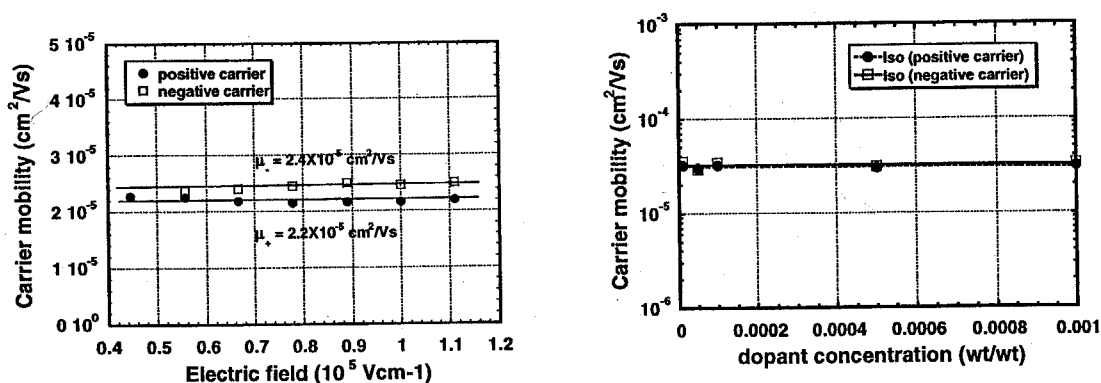 5 10⁻⁵
4 10⁻⁵
3 10⁻⁵
2 10⁻⁵
1 10⁻⁵
0 10⁰
Carrier mobility (cm²/Vs)
positive carrier
negative carrier
μ₋ = 2.4X10⁻⁵ cm²/Vs
μ₊ = 2.2X10⁻⁵ cm²/Vs
0.4 0.5 0.6 0.7 0.8 0.9 1 1.1 1.2
Electric field (10⁵ Vcm-1)
10⁻³
10⁻⁴
10⁻⁵
10⁻⁶
Carrier mobility (cm²/Vs)
Iso (positive carrier)
Iso (negative carrier)
0 0.0002 0.0004 0.0006 0.0008 0.001
dopant concentration (wt/wt)